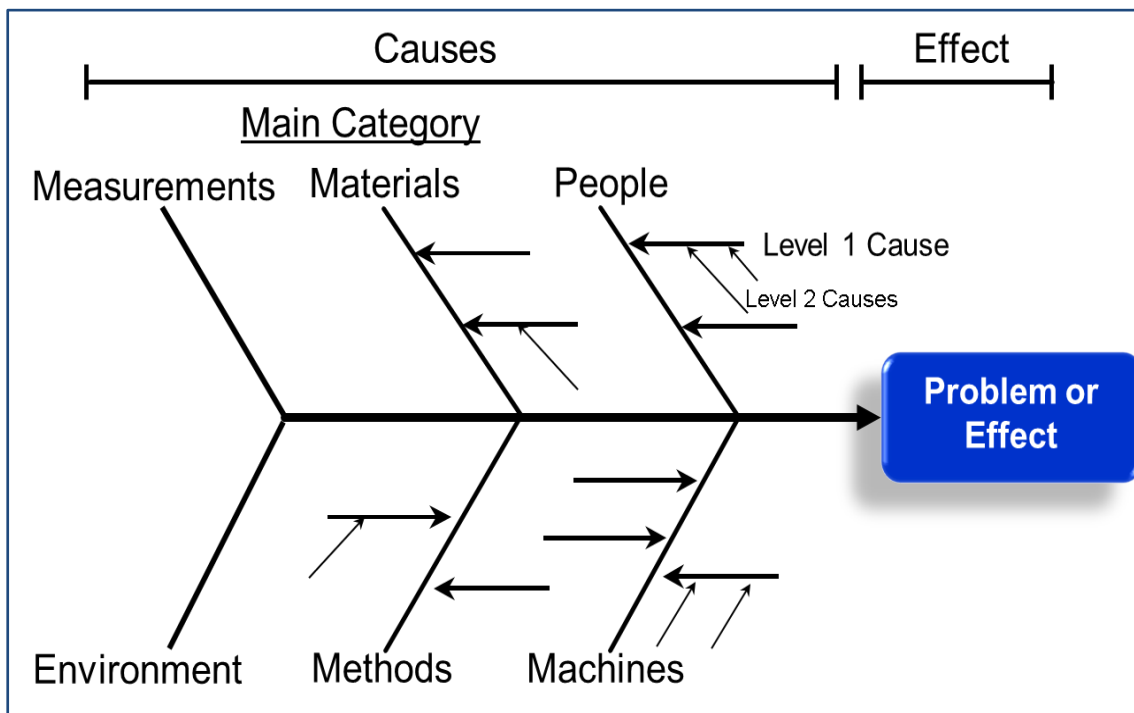 Causes
Effect
Main Category
Measurements
Materials
People
Level 1 Cause
Level 2 Causes
Problem or
Effect
Environment
Methods
Machines